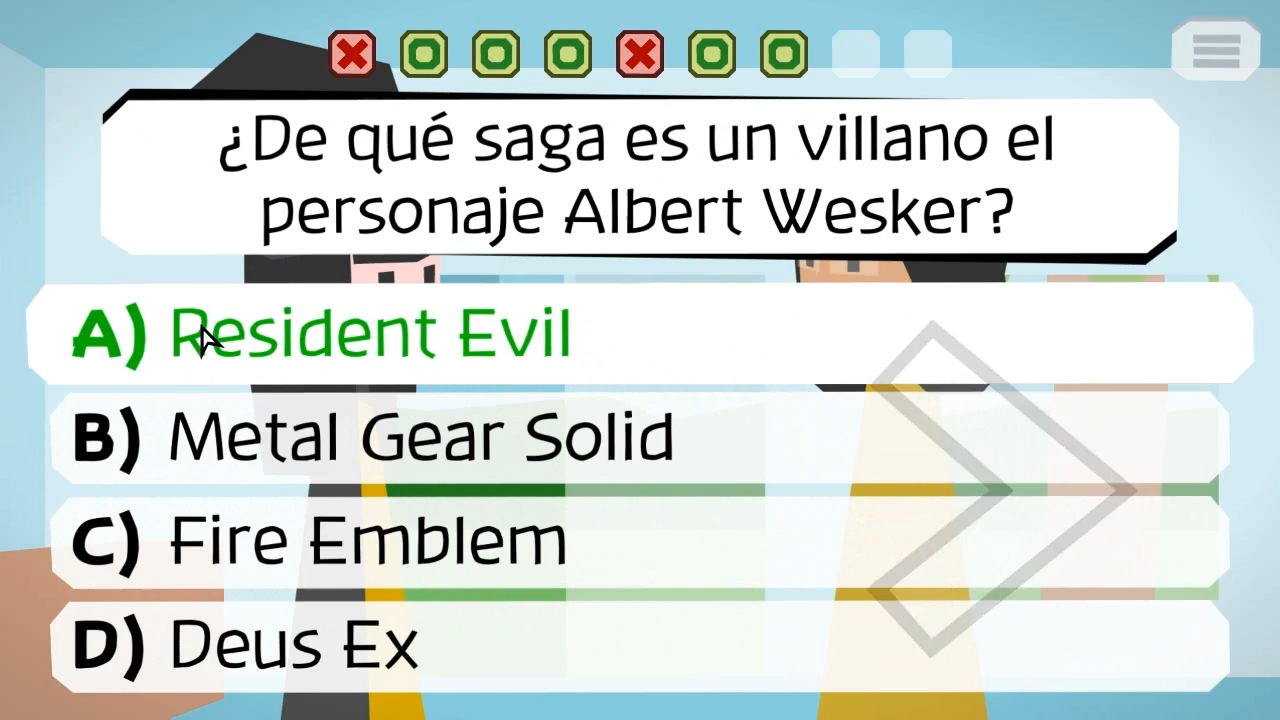 ¿De qué saga es un villano el
personaje Albert Wesker?
A) Resident Evil
B) Metal Gear Solid
C) Fire Emblem
D) Deus Ex